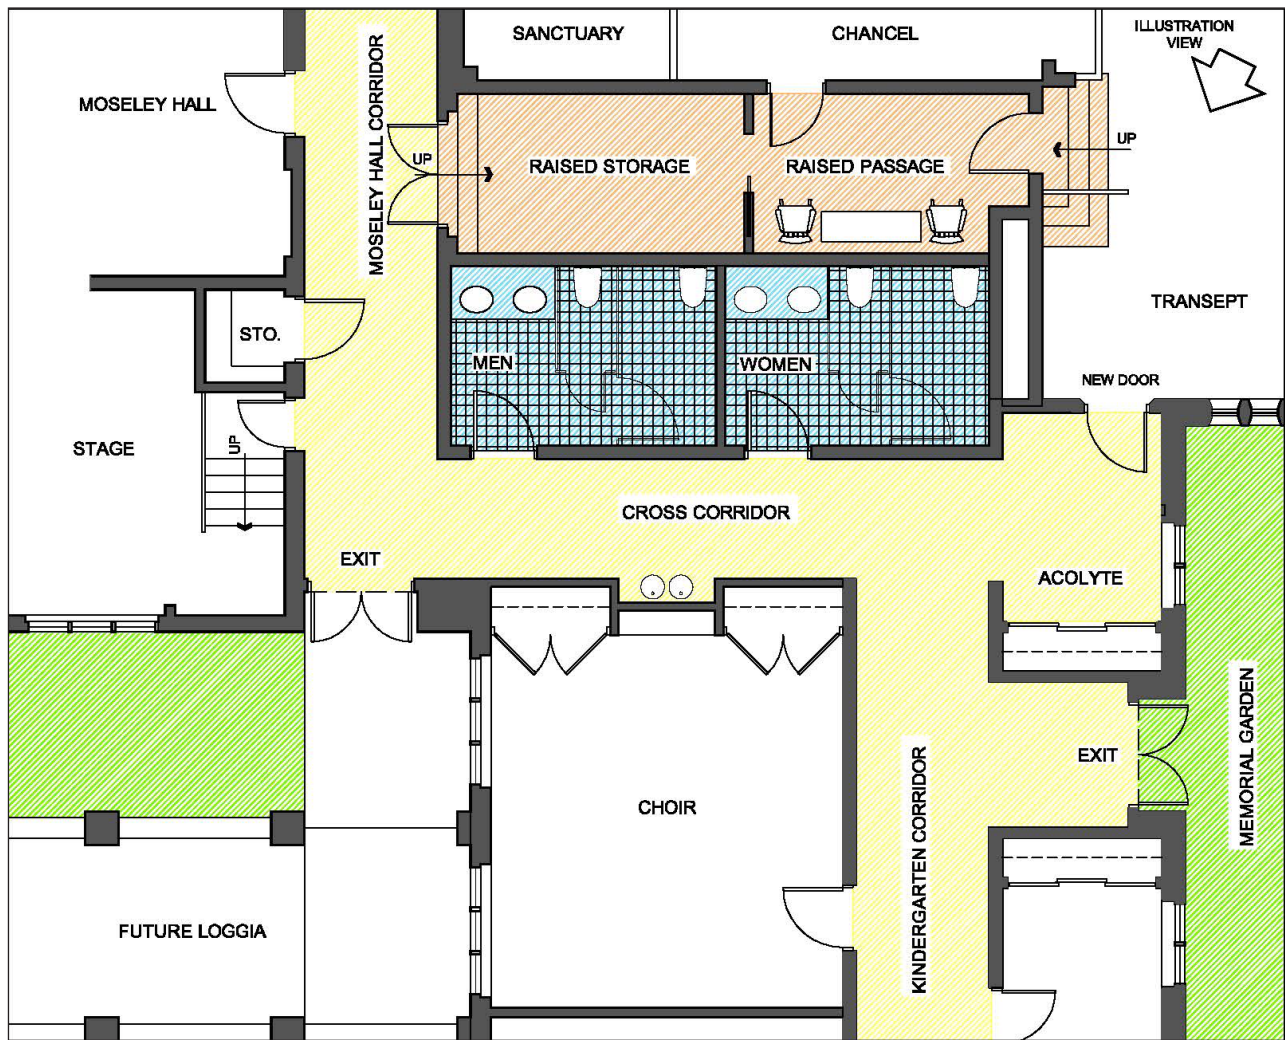 SANCTUARY
CHANCEL
ILLUSTRATION
VIEW
MOSELEY HALL
MOSELEY HALL CORRIDOR
UP
RAISED STORAGE
RAISED PASSAGE
UP
TRANSEPT
STO.
MEN
WOMEN
NEW DOOR
STAGE
UP
CROSS CORRIDOR
EXIT
ACOLYTE
MEMORIAL GARDEN
EXIT
KINDERGARTEN CORRIDOR
CHOIR
FUTURE LOGGIA